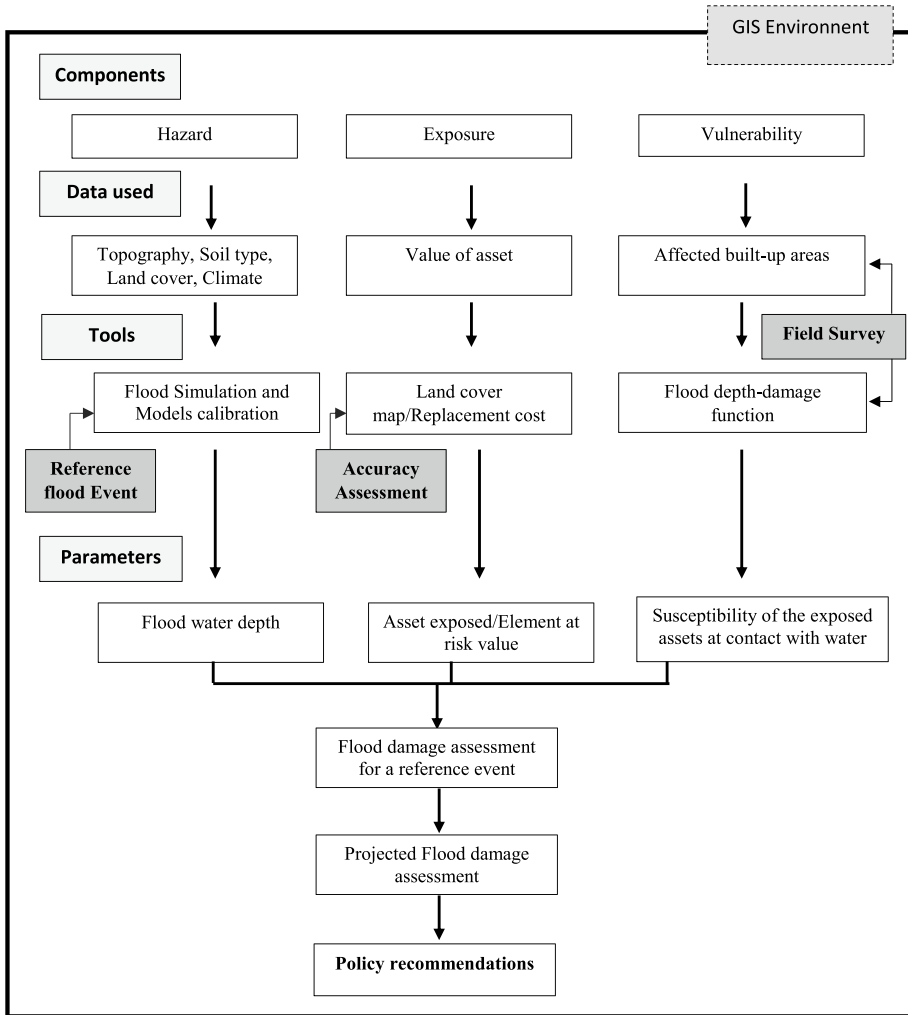 GIS Environnent
Components
Hazard
Exposure
Vulnerability
Data used
Topography, Soil type,
Land cover, Climate
Value of asset
Affected built-up areas
Tools
Field Survey
Flood Simulation and
Models calibration
Land cover
map/Replacement cost
Flood depth-damage
function
Reference
flood Event
Accuracy
Assessment
Parameters
Flood water depth
Asset exposed/Element at
risk value
Susceptibility of the exposed
assets at contact with water
Flood damage assessment
for a reference event
Projected Flood damage
assessment
Policy recommendations